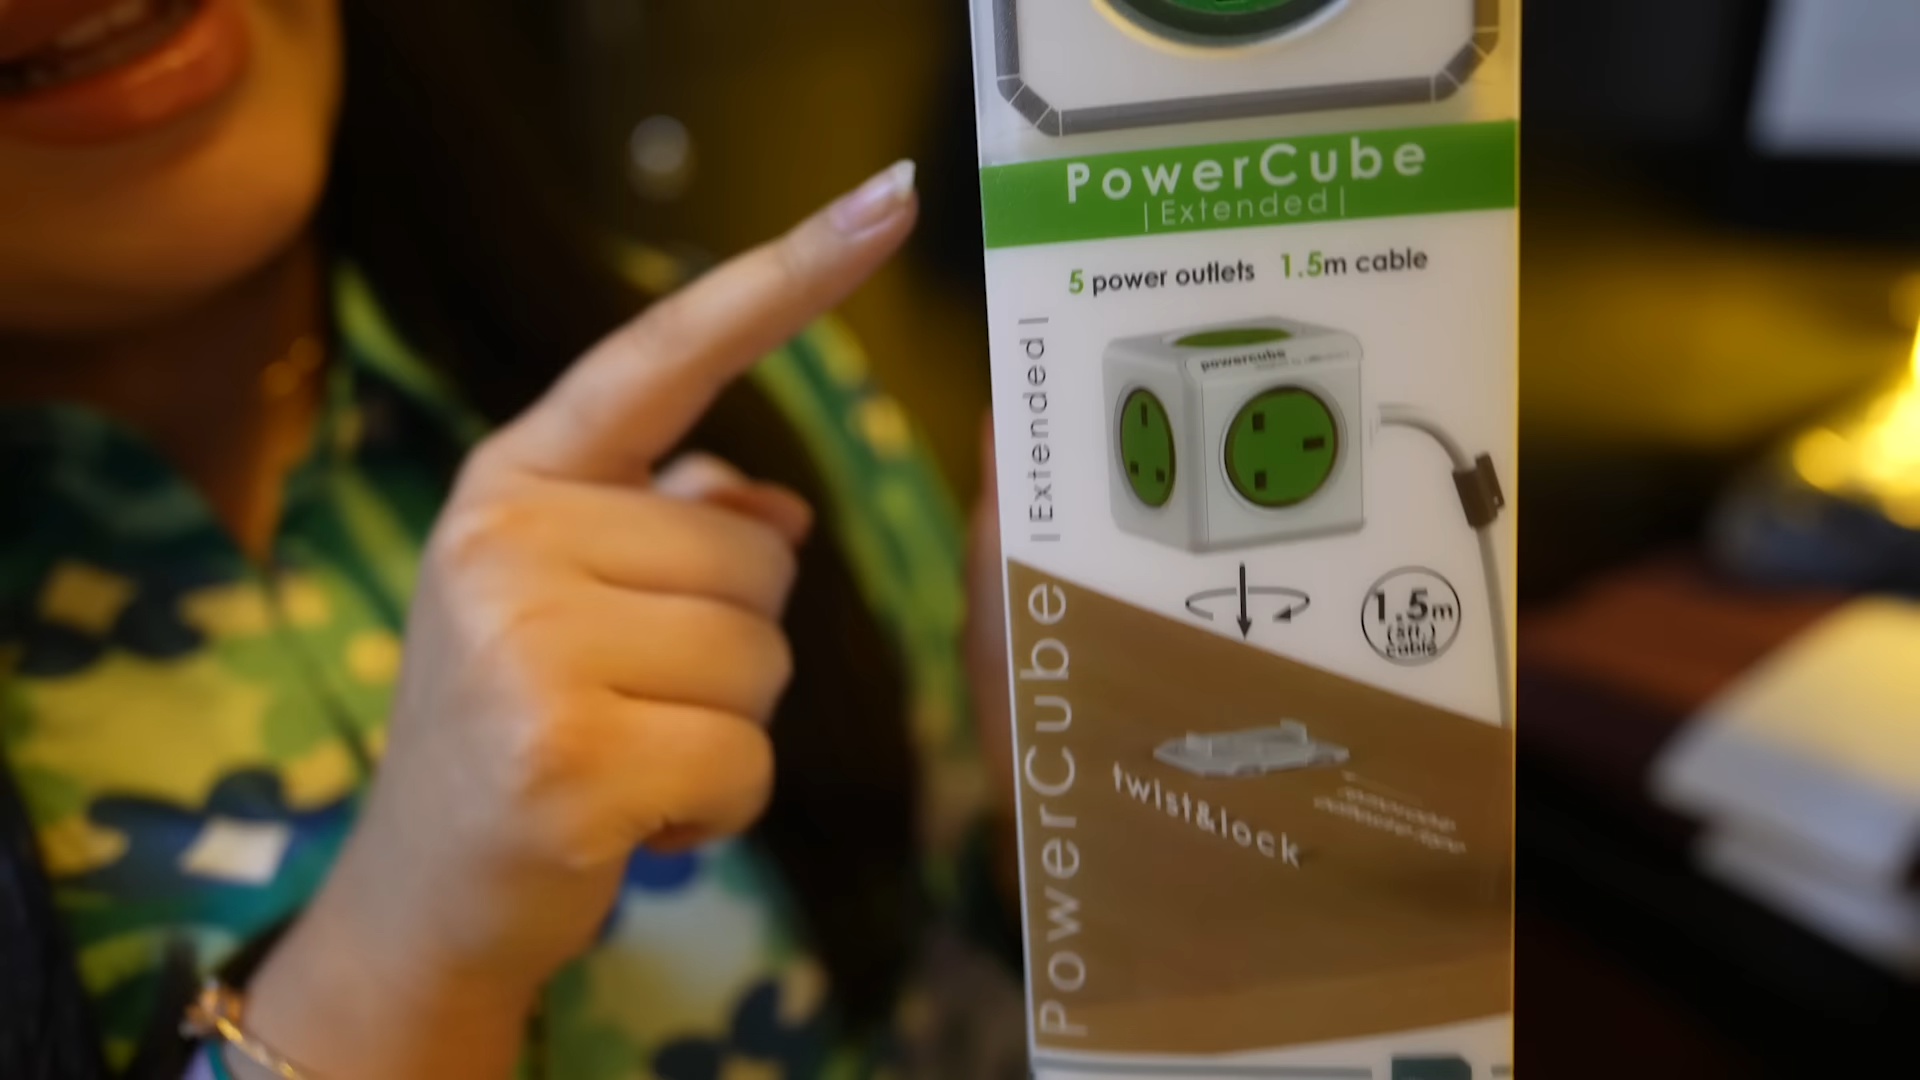 PowerCube
|Extended|
5 power outlets 1.5m cable
|Extended|
PowerCube
powercube
1.5m
(5ft.)
cable
twist&lock